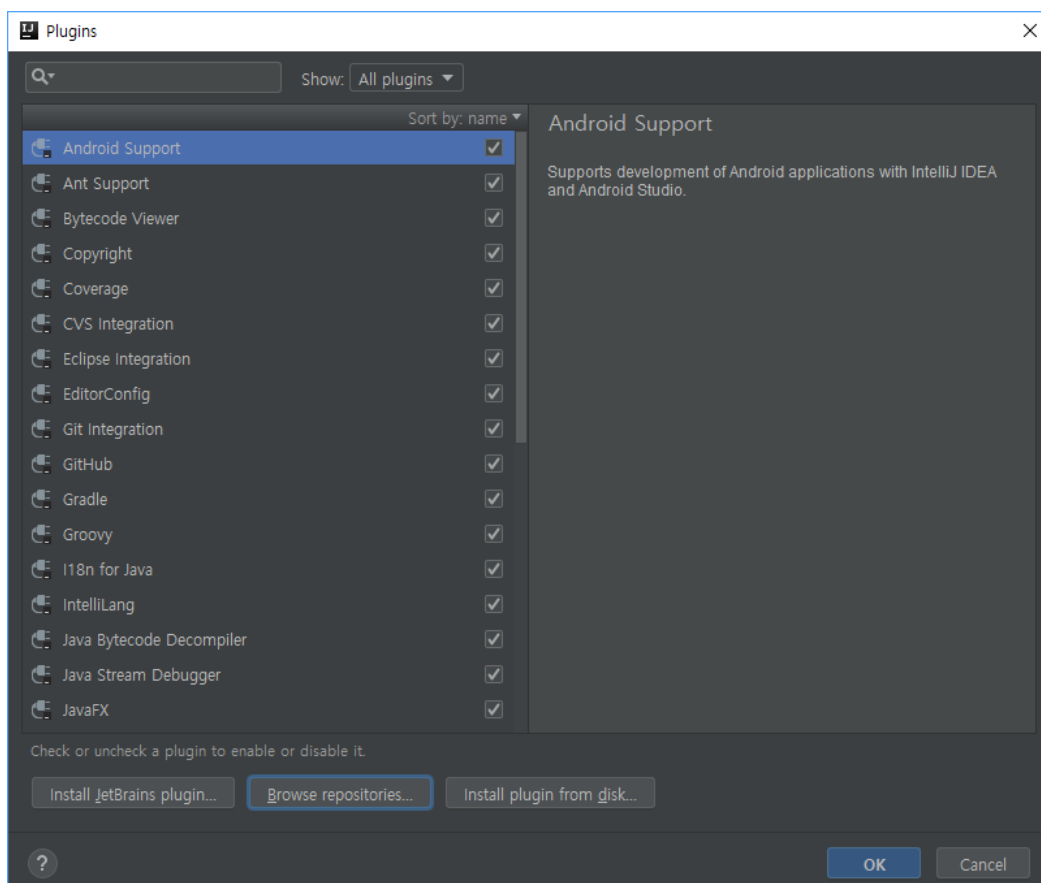 IJ Plugins
Show: All plugins
Sort by: name
Android Support
Ant Support
Bytecode Viewer
Copyright
Coverage
CVS Integration
Eclipse Integration
EditorConfig
Git Integration
GitHub
Gradle
Groovy
I18n for Java
IntelliLang
Java Bytecode Decompiler
Java Stream Debugger
JavaFX
Android Support
Supports development of Android applications with IntelliJ IDEA
and Android Studio.
Check or uncheck a plugin to enable or disable it.
Install JetBrains plugin... Browse repositories... Install plugin from disk...
? OK Cancel